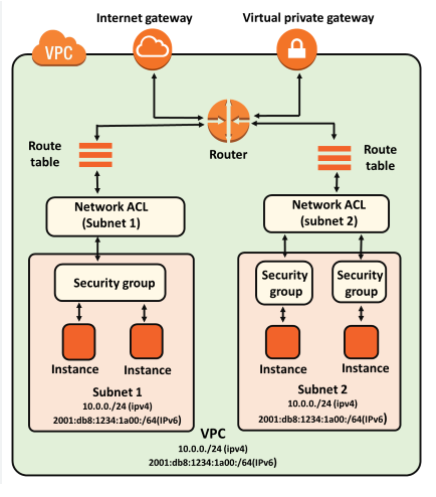 Internet gateway
Virtual private gateway
VPC
Route
table
Router
Route
table
Network ACL
(Subnet 1)
Network ACL
(subnet 2)
Security group
Security
group
Security
group
Instance
Instance
Instance
Instance
Subnet 1
10.0.0./24 (ipv4)
2001:db8:1234:1a00:/64(IPv6)
Subnet 2
10.0.0./24 (ipv4)
2001:db8:1234:1a00:/64(IPv6)
VPC
10.0.0./24 (ipv4)
2001:db8:1234:1a00:/64(IPv6)